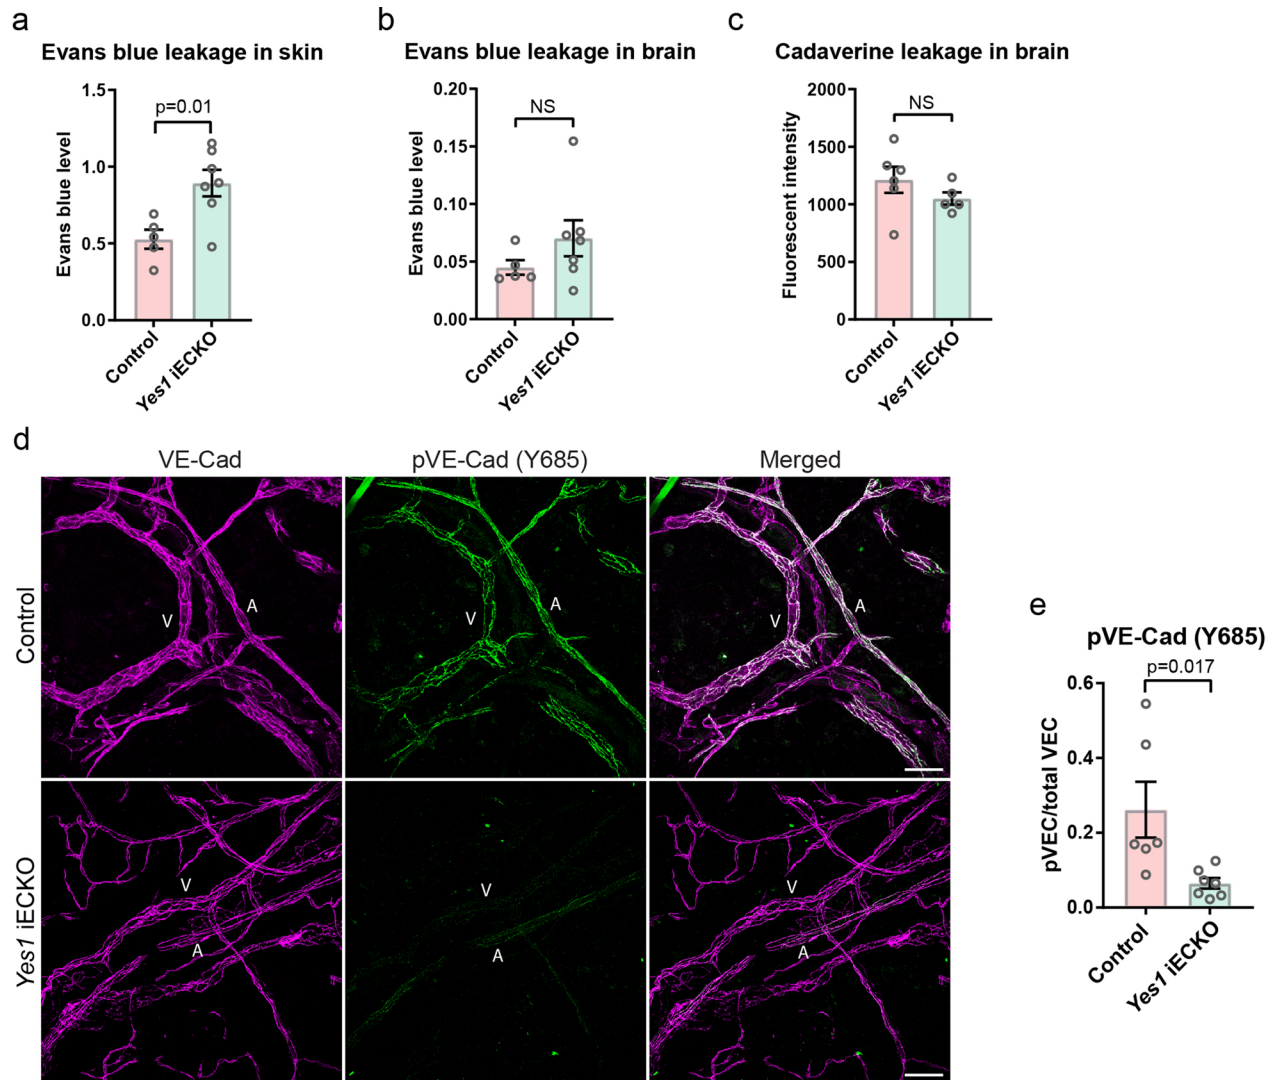 a
Evans blue leakage in skin
Evans blue level
1.5
1.0
0.5
0.0
p=0.01
Control
Yes1 iECKO
b
Evans blue leakage in brain
Evans blue level
0.20
0.15
0.10
0.05
0.00
NS
Control
Yes1 iECKO
c
Cadaverine leakage in brain
Fluorescent intensity
2000
1500
1000
500
0
NS
Control
Yes1 iECKO
d
VE-Cad
pVE-Cad (Y685)
Merged
Control
V
A
V
A
V
A
Yes1 iECKO
V
A
V
A
V
A
e
pVE-Cad (Y685)
pVEC/total VEC
0.6
0.4
0.2
0.0
p=0.017
Control
Yes1 iECKO